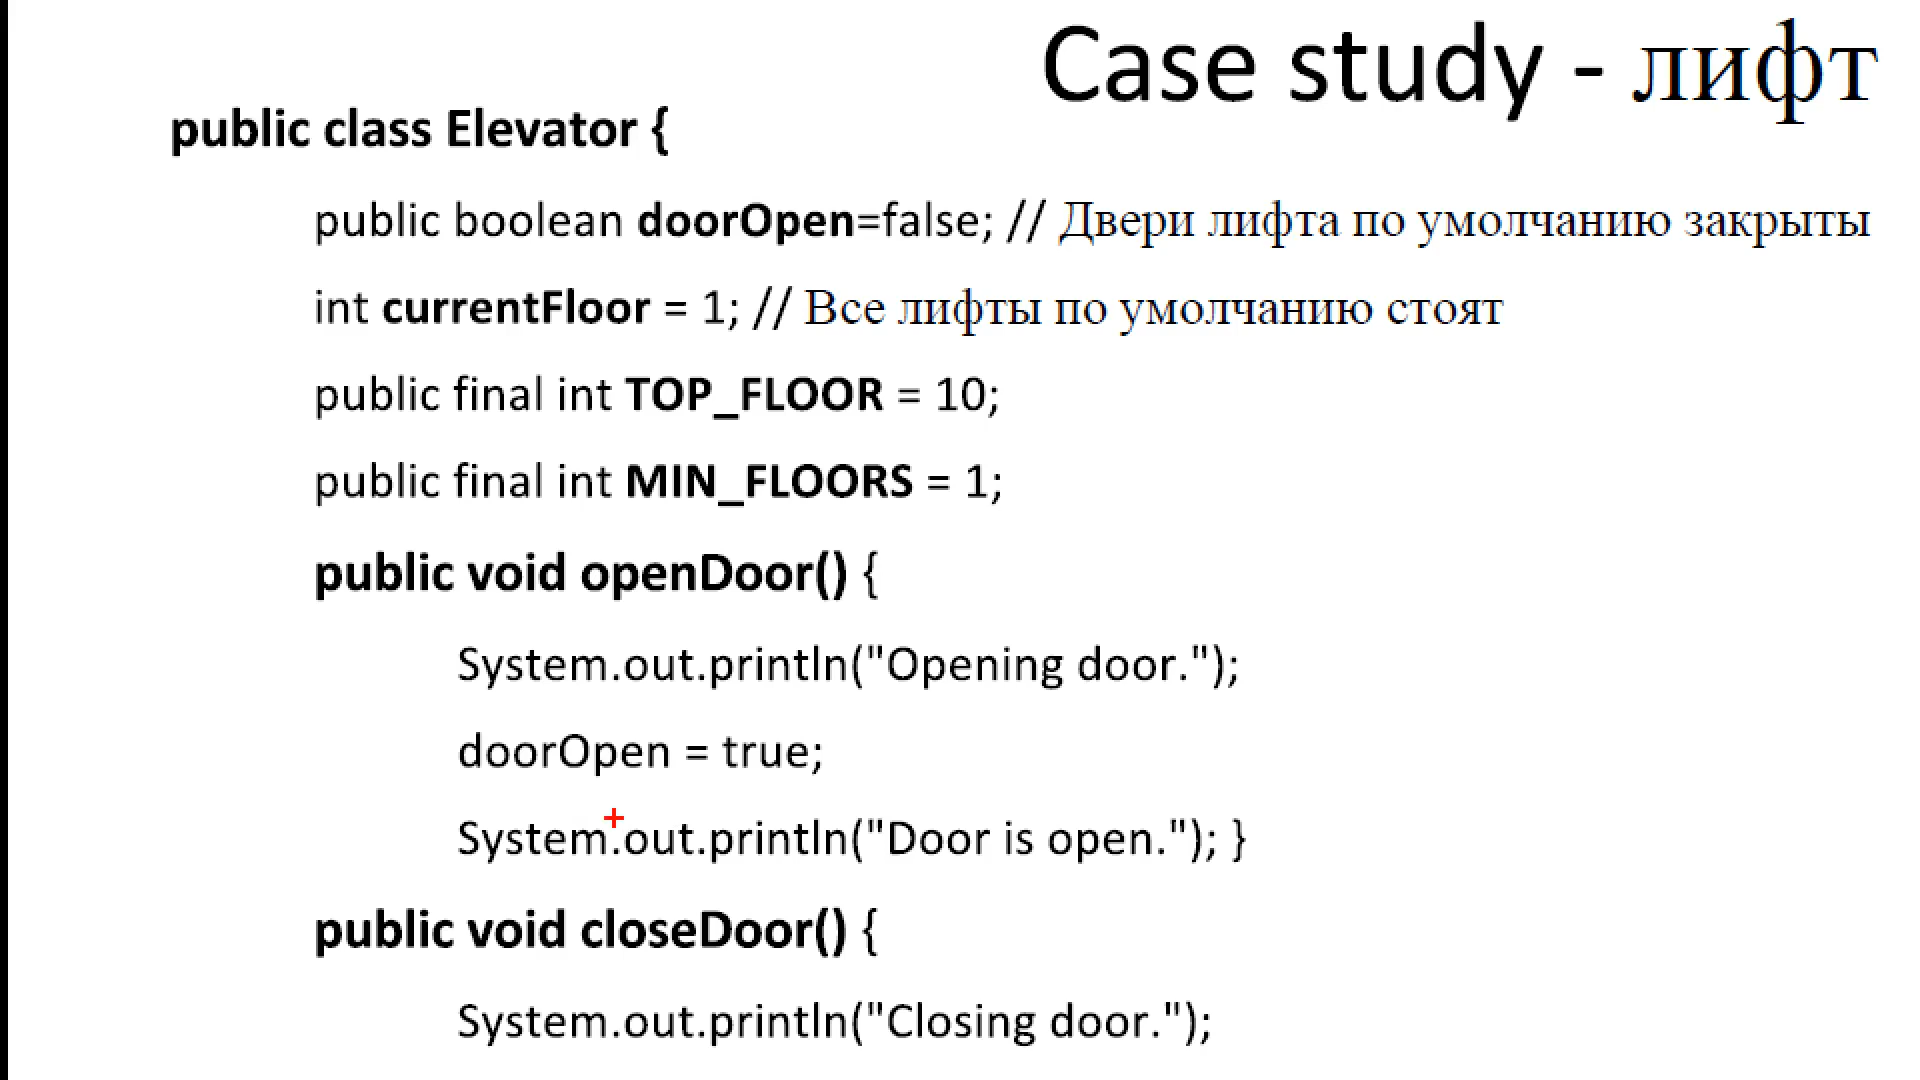 Case study - лифт
public class Elevator {
public boolean doorOpen=false; // Двери лифта по умолчанию закрыты
int currentFloor = 1; // Все лифты по умолчанию стоят
public final int TOP_FLOOR = 10;
public final int MIN_FLOORS = 1;
public void openDoor() {
System.out.println("Opening door.");
doorOpen = true;
System.out.println("Door is open."); }
public void closeDoor() {
System.out.println("Closing door.");